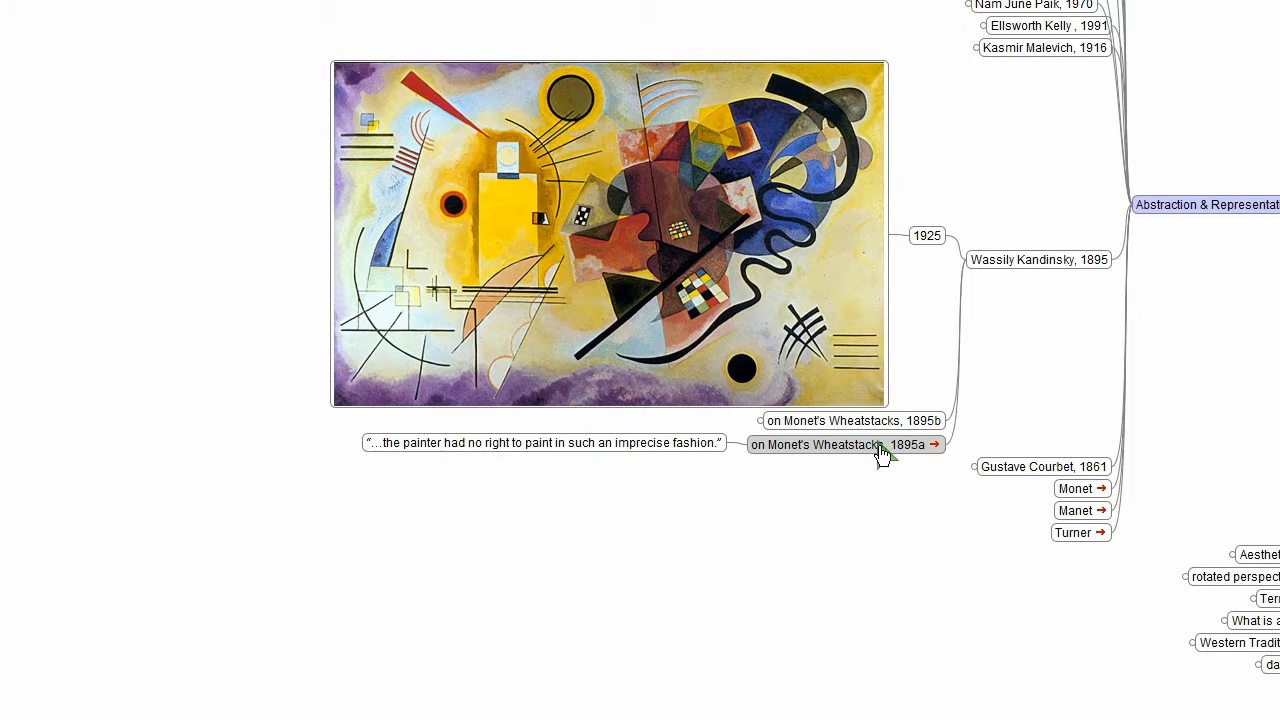 Nam June Paik, 1970
Ellsworth Kelly , 1991
Kasmir Malevich, 1916
Abstraction & Representat
1925
Wassily Kandinsky, 1895
on Monet's Wheatstacks, 1895b
“…the painter had no right to paint in such an imprecise fashion.”
on Monet's Wheatstacks, 1895a
Gustave Courbet, 1861
Monet
Manet
Turner
Aesthet
rotated perspect
Ter
What is a
Western Tradit
da